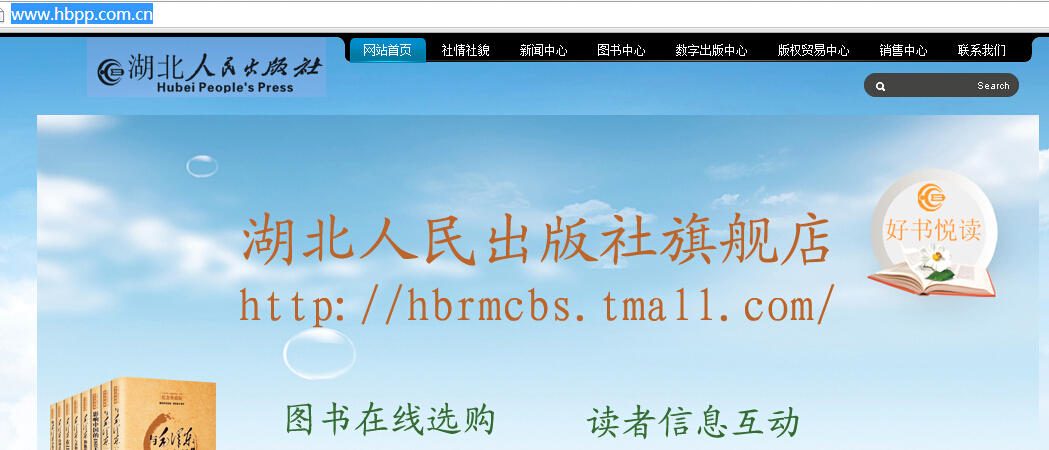 www.hbpp.com.cn
湖北人民出版社
Hubei People's Press
网站首页 社情社貌 新闻中心 图书中心 数字出版中心 版权贸易中心 销售中心 联系我们
Search
湖北人民出版社旗舰店
http://hbrmcbs.tmall.com/
好书悦读
图书在线选购 读者信息互动
与毛泽东